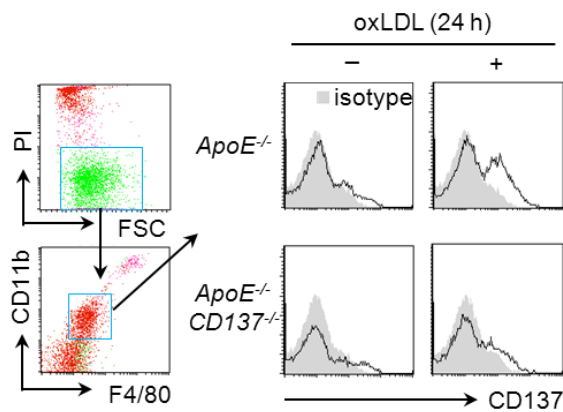 oxLDL (24 h)
– +
PI
isotype
ApoE-/-
FSC
CD11b
ApoE-/-
CD137-/-
F4/80
CD137